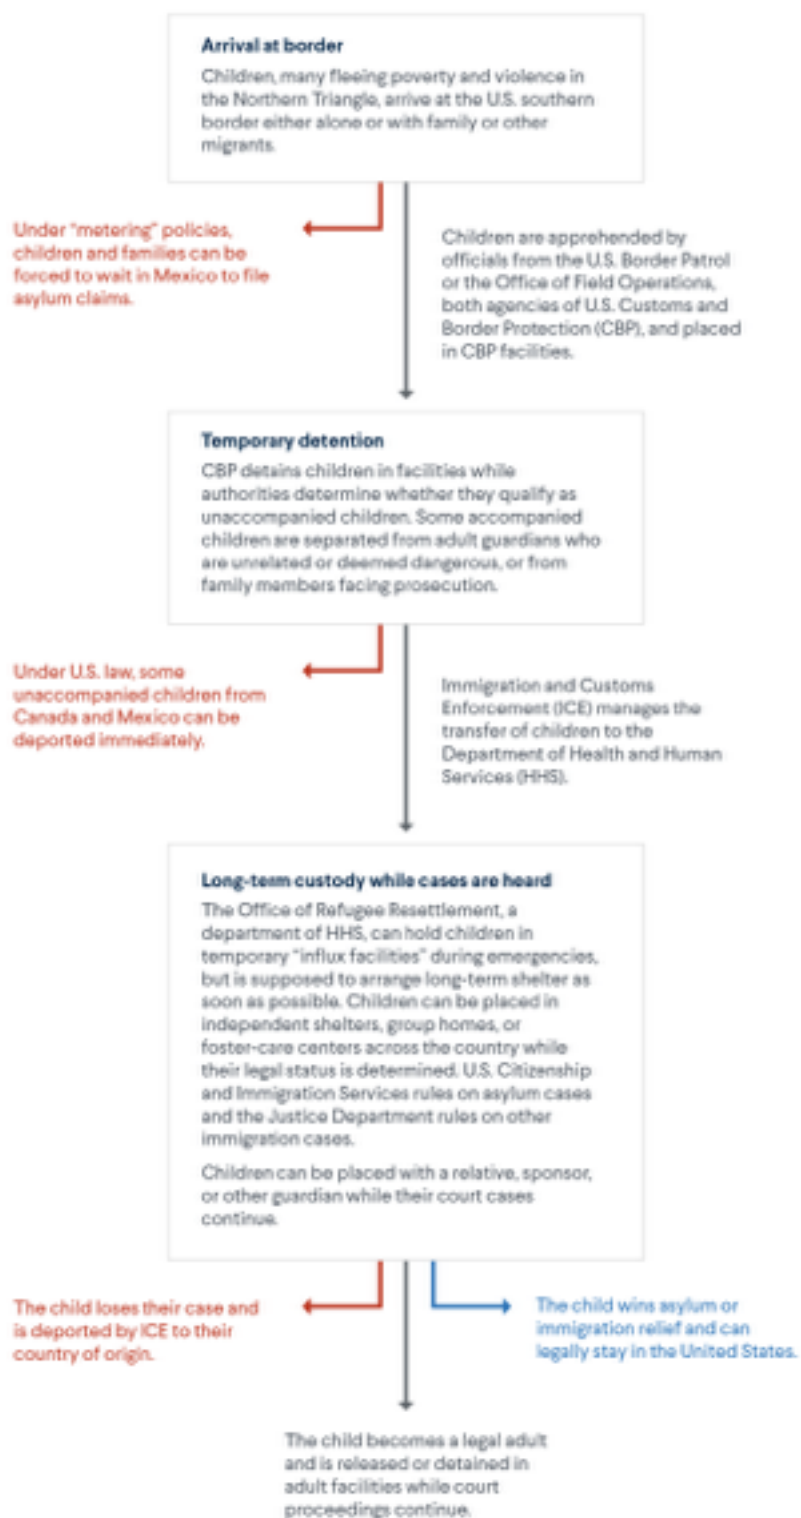 Arrival at border
Children, many fleeing poverty and violence in
the Northern Triangle, arrive at the U.S. southern
border either alone or with family or other
migrants.
Under "metering" policies,
children and families can be
forced to wait in Mexico to file
asylum claims.
Children are apprehended by
officials from the U.S. Border Patrol
or the Office of Field Operations,
both agencies of U.S. Customs and
Border Protection (CBP), and placed
in CBP facilities.
Temporary detention
CBP detains children in facilities while
authorities determine whether they qualify as
unaccompanied children. Some accompanied
children are separated from adult guardians who
are unrelated or deemed dangerous, or from
family members facing prosecution.
Under U.S. law, some
unaccompanied children from
Canada and Mexico can be
deported immediately.
Immigration and Customs
Enforcement (ICE) manages the
transfer of children to the
Department of Health and Human
Services (HHS).
Long-term custody while cases are heard
The Office of Refugee Resettlement, a
department of HHS, can hold children in
temporary "influx facilities" during emergencies,
but is supposed to arrange long-term shelter as
soon as possible. Children can be placed in
independent shelters, group homes, or
foster-care centers across the country while
their legal status is determined. U.S. Citizenship
and Immigration Services rules on asylum cases
and the Justice Department rules on other
immigration cases.
Children can be placed with a relative, sponsor,
or other guardian while their court cases
continue.
The child loses their case and
is deported by ICE to their
country of origin.
The child wins asylum or
immigration relief and can
legally stay in the United States.
The child becomes a legal adult
and is released or detained in
adult facilities while court
proceedings continue.